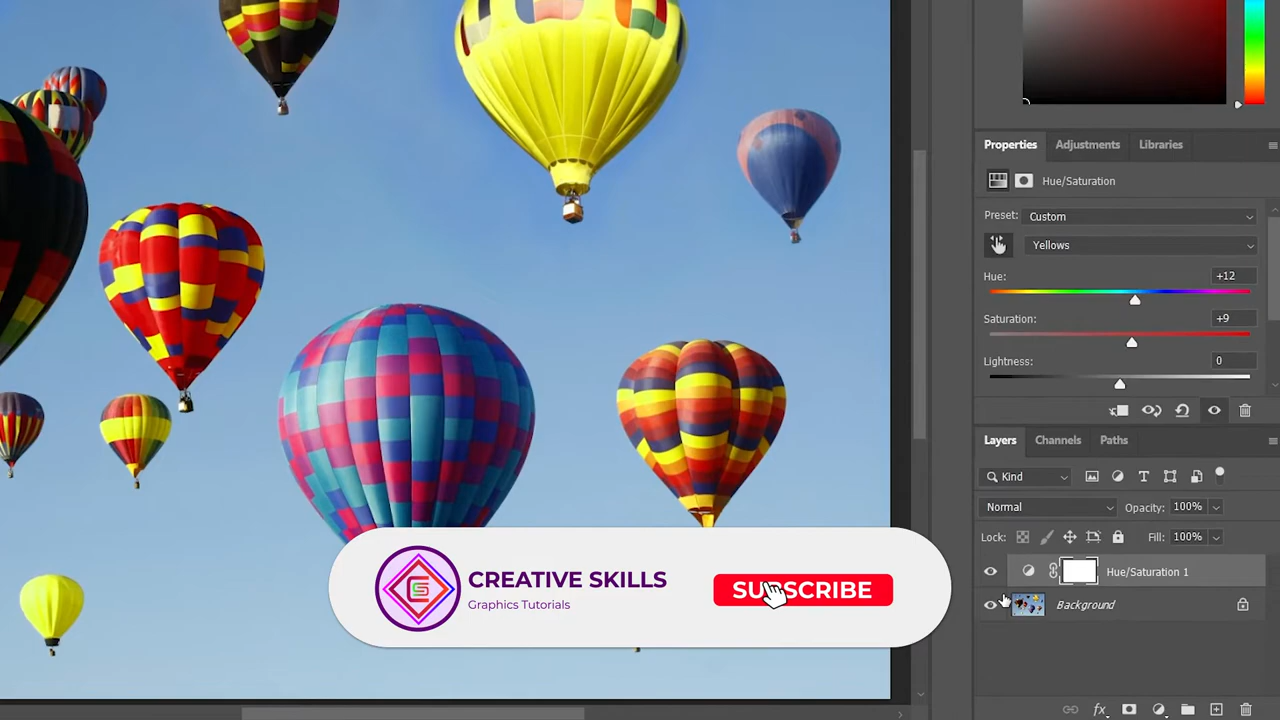 Properties Adjustments Libraries
Hue/Saturation
Preset: Custom
Yellows
Hue: +12
Saturation: +9
Lightness: 0
Layers Channels Paths
Kind
Normal Opacity: 100%
Lock: Fill: 100%
Hue/Saturation 1
Background
CREATIVE SKILLS
Graphics Tutorials
SUBSCRIBE